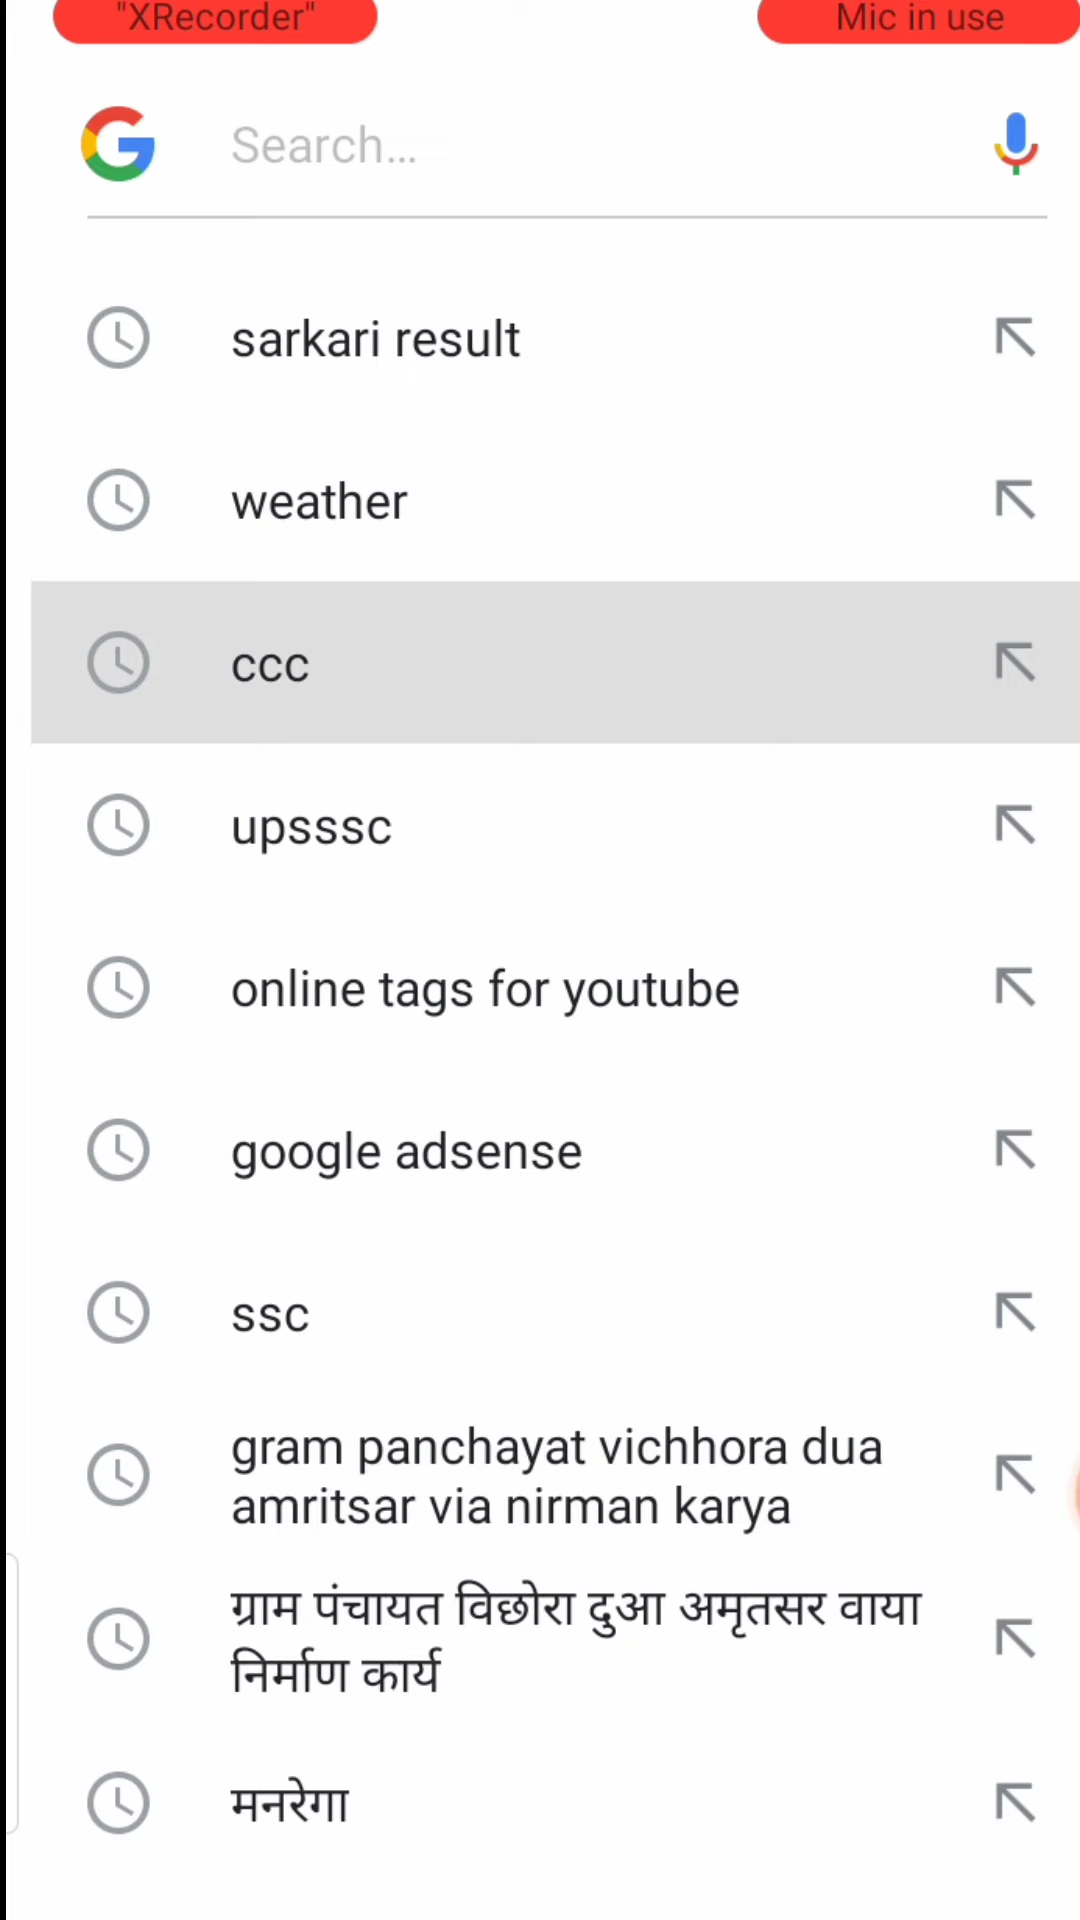 "XRecorder"
Mic in use
Search...
sarkari result
weather
ccc
upsssc
online tags for youtube
google adsense
ssc
gram panchayat vichhora dua
amritsar via nirman karya
ग्राम पंचायत विछोरा दुआ अमृतसर वाया
निर्माण कार्य
मनरेगा